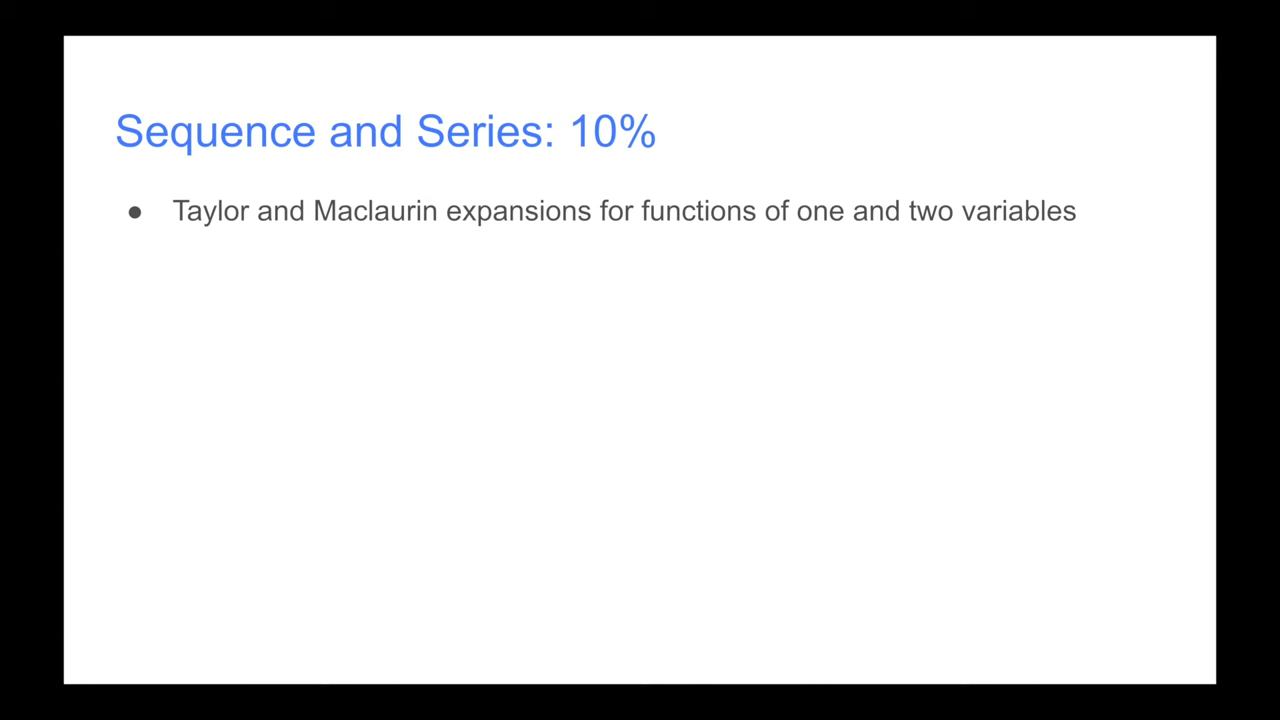 Sequence and Series: 10%
● Taylor and Maclaurin expansions for functions of one and two variables